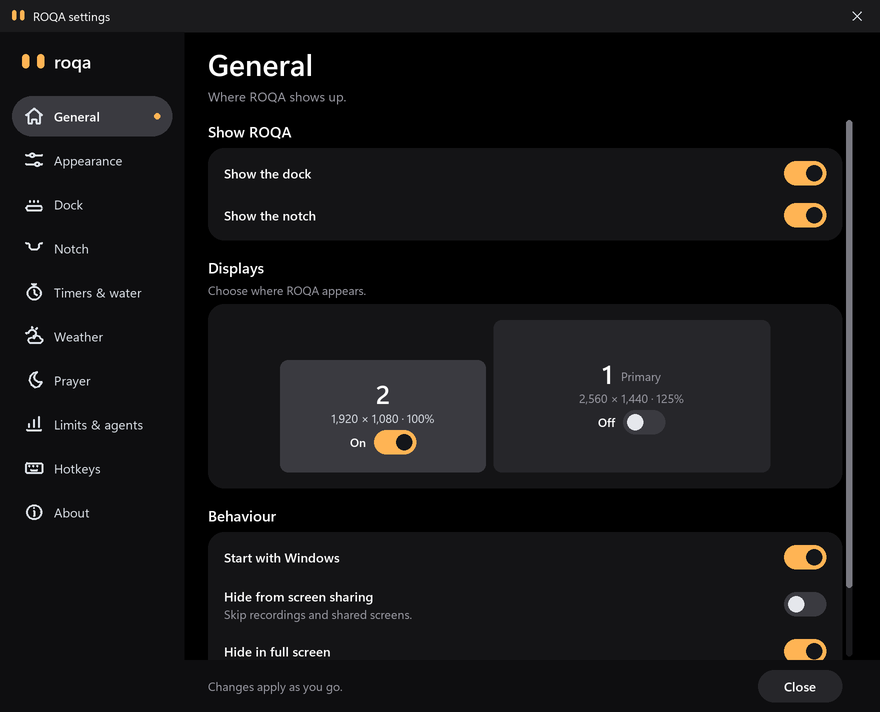 ROQA settings
roqa
General
Appearance
Dock
Notch
Timers & water
Weather
Prayer
Limits & agents
Hotkeys
About
General
Where ROQA shows up.
Show ROQA
Show the dock
Show the notch
Displays
Choose where ROQA appears.
2
1,920 × 1,080 · 100%
On
1 Primary
2,560 × 1,440 · 125%
Off
Behaviour
Start with Windows
Hide from screen sharing
Skip recordings and shared screens.
Hide in full screen
Changes apply as you go.
Close